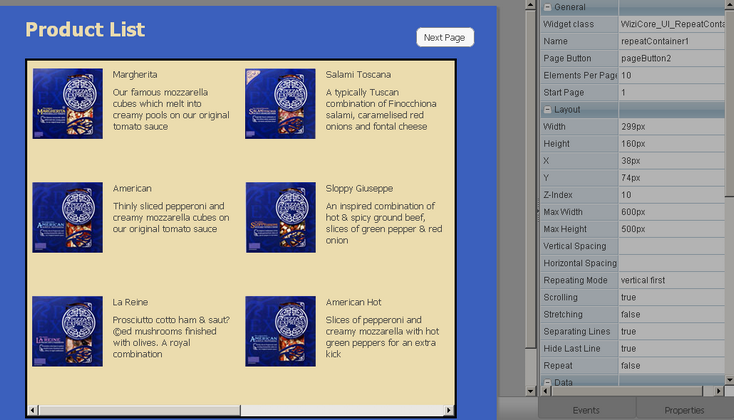 Product List
Next Page
Margherita
Our famous mozzarella
cubes which melt into
creamy pools on our original
tomato sauce
Salami Toscana
A typically Tuscan
combination of Finocchiona
salami, caramelised red
onions and fontal cheese
American
Thinly sliced pepperoni and
creamy mozzarella cubes on
our original tomato sauce
Sloppy Giuseppe
An inspired combination of
hot & spicy ground beef,
slices of green pepper & red
onion
La Reine
Prosciutto cotto ham & saut?
©ed mushrooms finished
with olives. A royal
combination
American Hot
Slices of pepperoni and
creamy mozzarella with hot
green peppers for an extra
kick
General
Widget class WiziCore_UI_RepeatConta
Name repeatContainer1
Page Button pageButton2
Elements Per Page 10
Start Page 1
Layout
Width 299px
Height 160px
X 38px
Y 74px
Z-Index 10
Max Width 600px
Max Height 500px
Vertical Spacing
Horizontal Spacing
Repeating Mode vertical first
Scrolling true
Stretching false
Separating Lines true
Hide Last Line true
Repeat false
Data
Events Properties